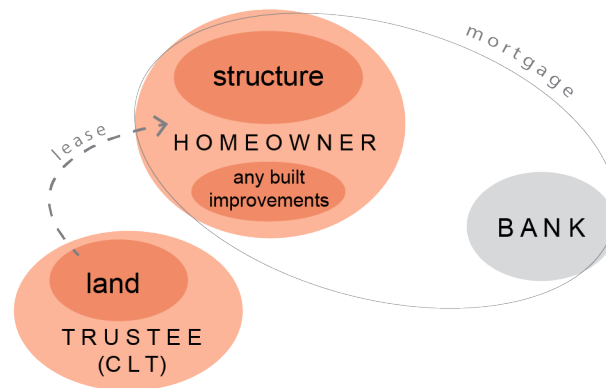 mortgage
structure
lease
HOMEOWNER
any built
improvements
BANK
land
TRUSTEE
(CLT)